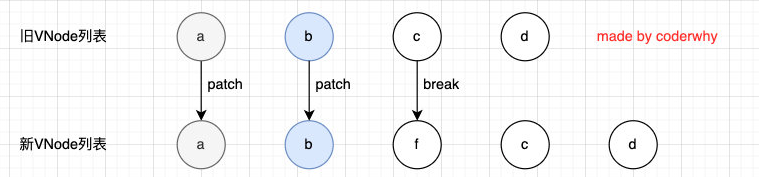 旧VNode列表 a b c d made by coderwhy
patch patch break
新VNode列表 a b f c d